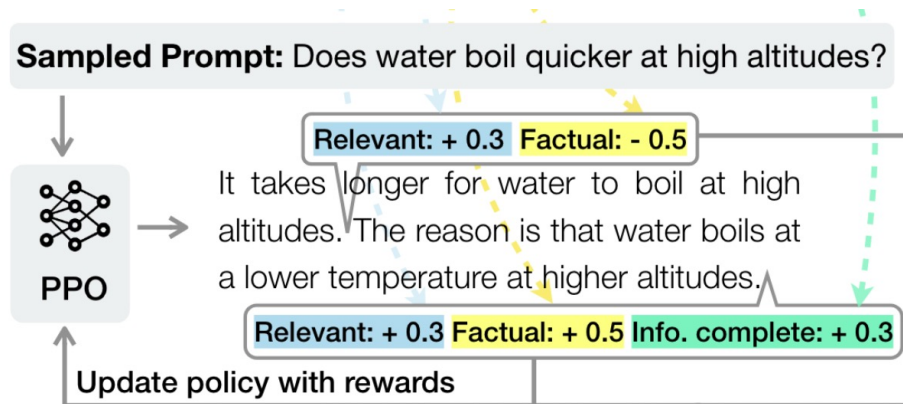 Sampled Prompt: Does water boil quicker at high altitudes?
Relevant: + 0.3 Factual: - 0.5
It takes longer for water to boil at high
altitudes. The reason is that water boils at
a lower temperature at higher altitudes.
PPO
Relevant: + 0.3 Factual: + 0.5 Info. complete: + 0.3
Update policy with rewards